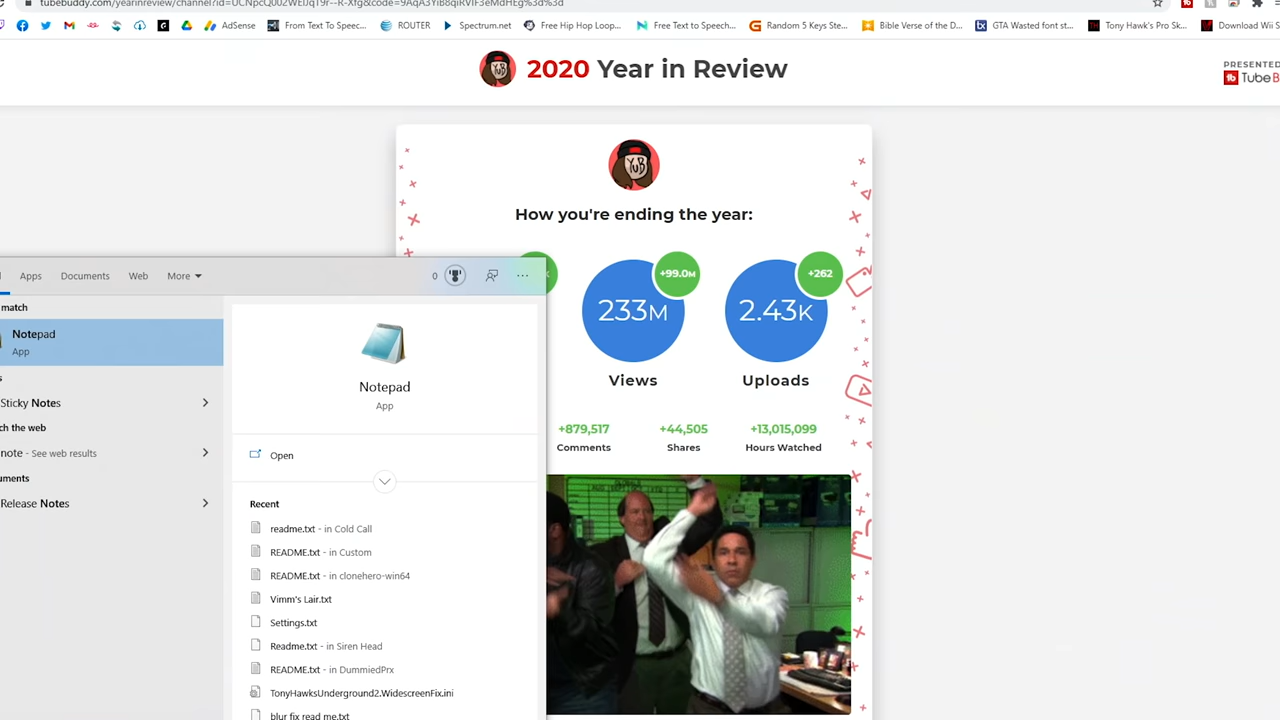 tubebuddy.com/yearinreview/channel?id=
AdSense From Text To Speec... ROUTER Spectrum.net Free Hip Hop Loop... Free Text to Speech... Random 5 Keys Ste... Bible Verse of the D... GTA Wasted font st... Tony Hawk's Pro Sk... Download Wii S
YUB 2020 Year in Review
PRESENTED
tb TubeB
YUB
How you're ending the year:
+99.0M
+262
233M
2.43K
Views
Uploads
+879,517
+44,505
+13,015,099
Comments
Shares
Hours Watched
Apps Documents Web More
0
match
Notepad
App
Sticky Notes
ch the web
note - See web results
uments
Release Notes
Notepad
App
Open
Recent
readme.txt - in Cold Call
README.txt - in Custom
README.txt - in clonehero-win64
Vimm's Lair.txt
Settings.txt
Readme.txt - in Siren Head
README.txt - in DummiedPrx
TonyHawksUnderground2.WidescreenFix.ini
blur fix read me.txt